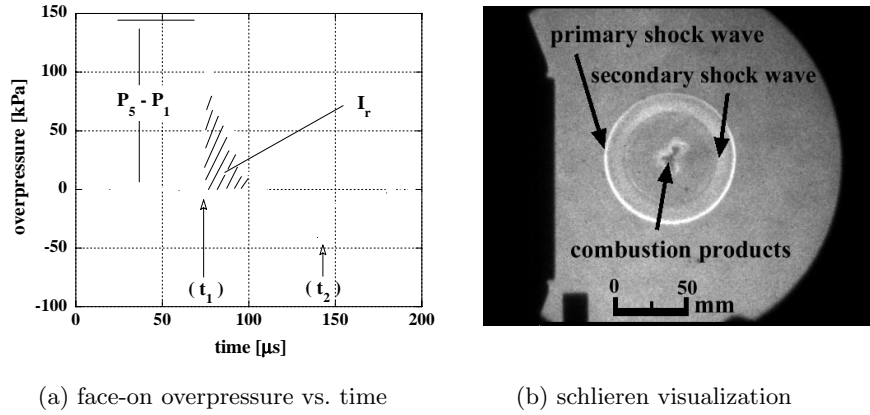 150
100
50
0
-50
-100
0
50
100
150
200
overpressure [kPa]
time [µs]
P5 - P1
Ir
( t1 )
( t2 )
primary shock wave
secondary shock wave
combustion products
0
50
mm
(a) face-on overpressure vs. time
(b) schlieren visualization